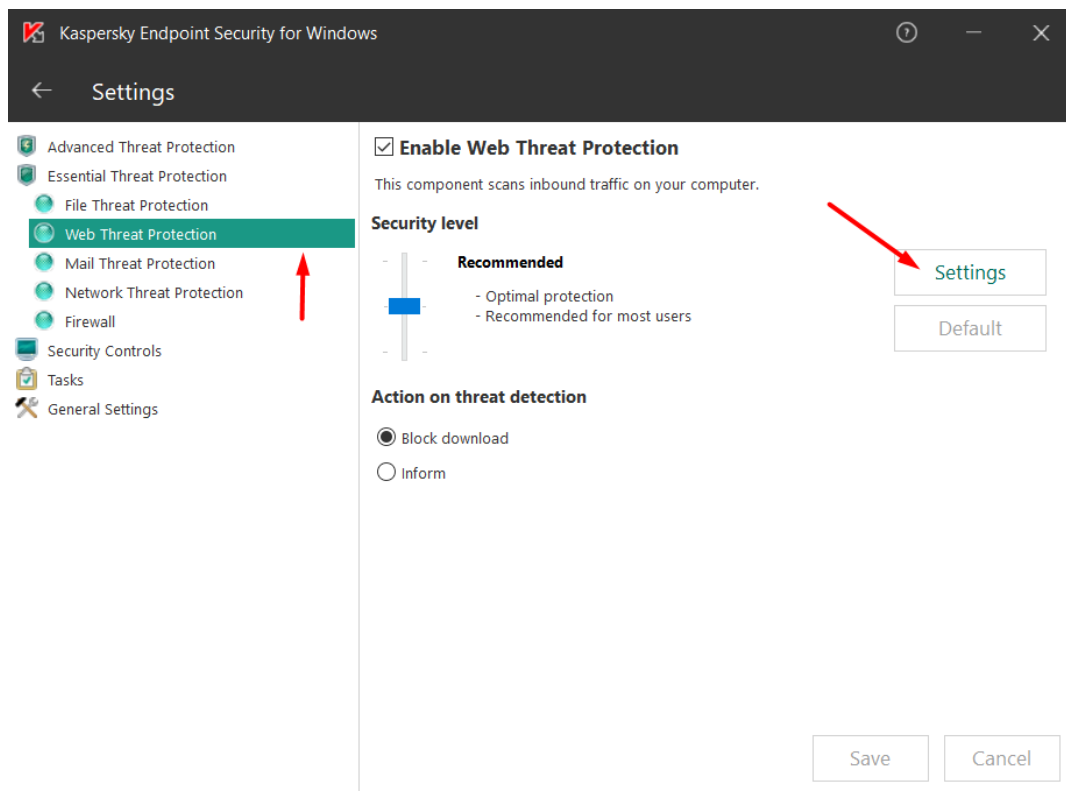 Kaspersky Endpoint Security for Windows
Settings
Advanced Threat Protection
Essential Threat Protection
File Threat Protection
Web Threat Protection
Mail Threat Protection
Network Threat Protection
Firewall
Security Controls
Tasks
General Settings
Enable Web Threat Protection
This component scans inbound traffic on your computer.
Security level
Recommended
- Optimal protection
- Recommended for most users
Settings
Default
Action on threat detection
Block download
Inform
Save
Cancel